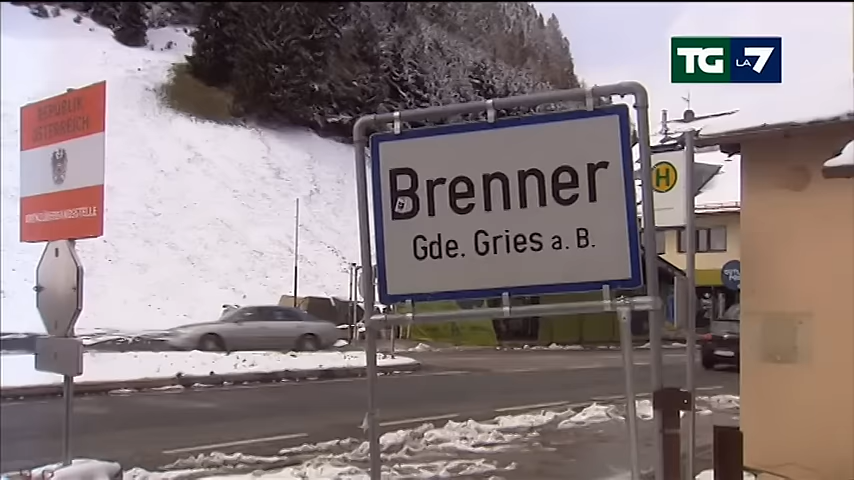 TG LA 7
REPUBLIK
ÖSTERREICH
Brenner
Gde. Gries a. B.
H